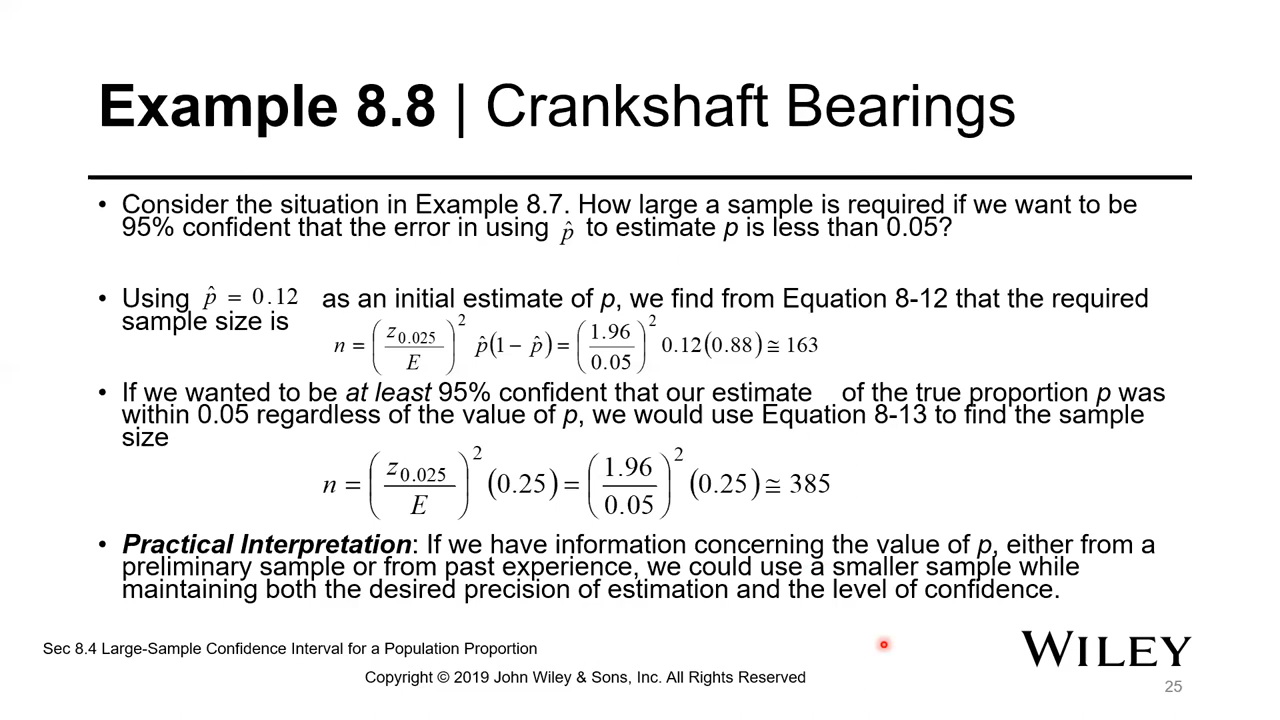 Example 8.8 | Crankshaft Bearings
• Consider the situation in Example 8.7. How large a sample is required if we want to be
95% confident that the error in using p̂ to estimate p is less than 0.05?
• Using p̂ = 0.12 as an initial estimate of p, we find from Equation 8-12 that the required
sample size is
n = (z0.025 / E)² p̂(1 − p̂) = (1.96 / 0.05)² 0.12(0.88) ≅ 163
• If we wanted to be at least 95% confident that our estimate of the true proportion p was
within 0.05 regardless of the value of p, we would use Equation 8-13 to find the sample
size
n = (z0.025 / E)² (0.25) = (1.96 / 0.05)² (0.25) ≅ 385
• Practical Interpretation: If we have information concerning the value of p, either from a
preliminary sample or from past experience, we could use a smaller sample while
maintaining both the desired precision of estimation and the level of confidence.
Sec 8.4 Large-Sample Confidence Interval for a Population Proportion
WILEY
Copyright © 2019 John Wiley & Sons, Inc. All Rights Reserved
25